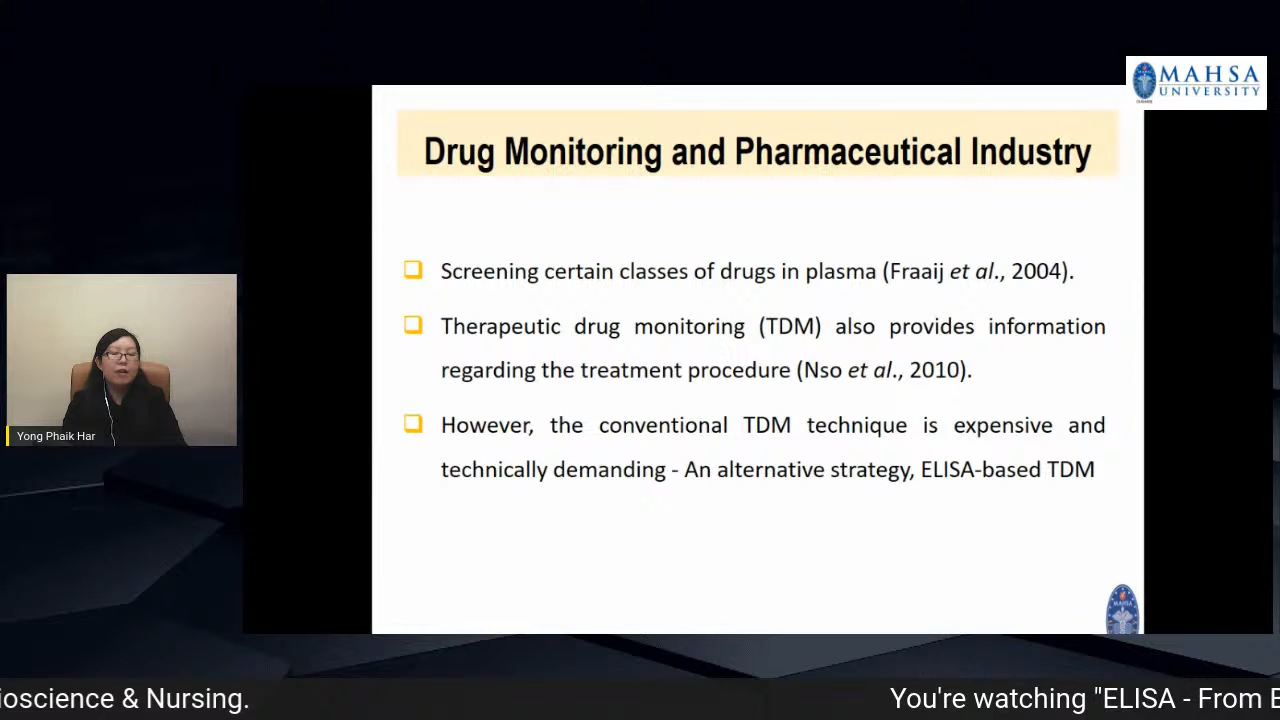 MAHSA
UNIVERSITY
Drug Monitoring and Pharmaceutical Industry
Screening certain classes of drugs in plasma (Fraaij et al., 2004).
Therapeutic drug monitoring (TDM) also provides information
regarding the treatment procedure (Nso et al., 2010).
However, the conventional TDM technique is expensive and
technically demanding - An alternative strategy, ELISA-based TDM
Yong Phaik Har
MAHSA
ioscience & Nursing. You're watching "ELISA - From